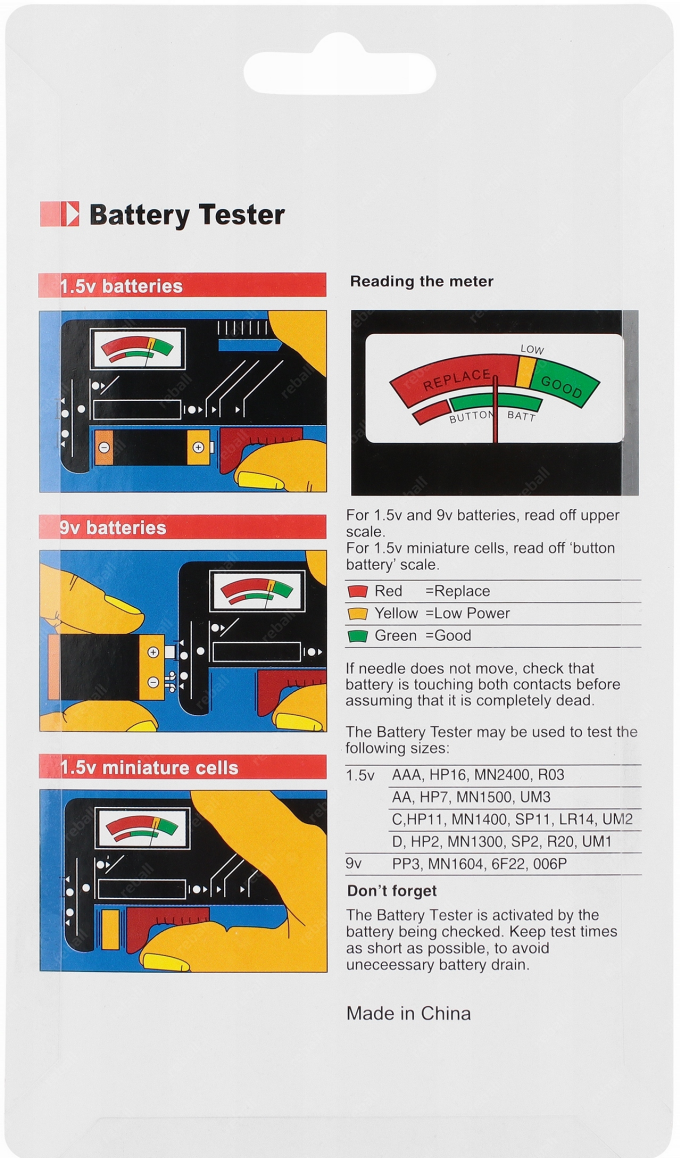 Battery Tester
1.5v batteries
9v batteries
1.5v miniature cells
Reading the meter
LOW
REPLACE
GOOD
BUTTON BATT
For 1.5v and 9v batteries, read off upper
scale.
For 1.5v miniature cells, read off ‘button
battery’ scale.
Red =Replace
Yellow =Low Power
Green =Good
If needle does not move, check that
battery is touching both contacts before
assuming that it is completely dead.
The Battery Tester may be used to test the
following sizes:
1.5v AAA, HP16, MN2400, R03
AA, HP7, MN1500, UM3
C,HP11, MN1400, SP11, LR14, UM2
D, HP2, MN1300, SP2, R20, UM1
9v PP3, MN1604, 6F22, 006P
Don’t forget
The Battery Tester is activated by the
battery being checked. Keep test times
as short as possible, to avoid
uneceessary battery drain.
Made in China
reball